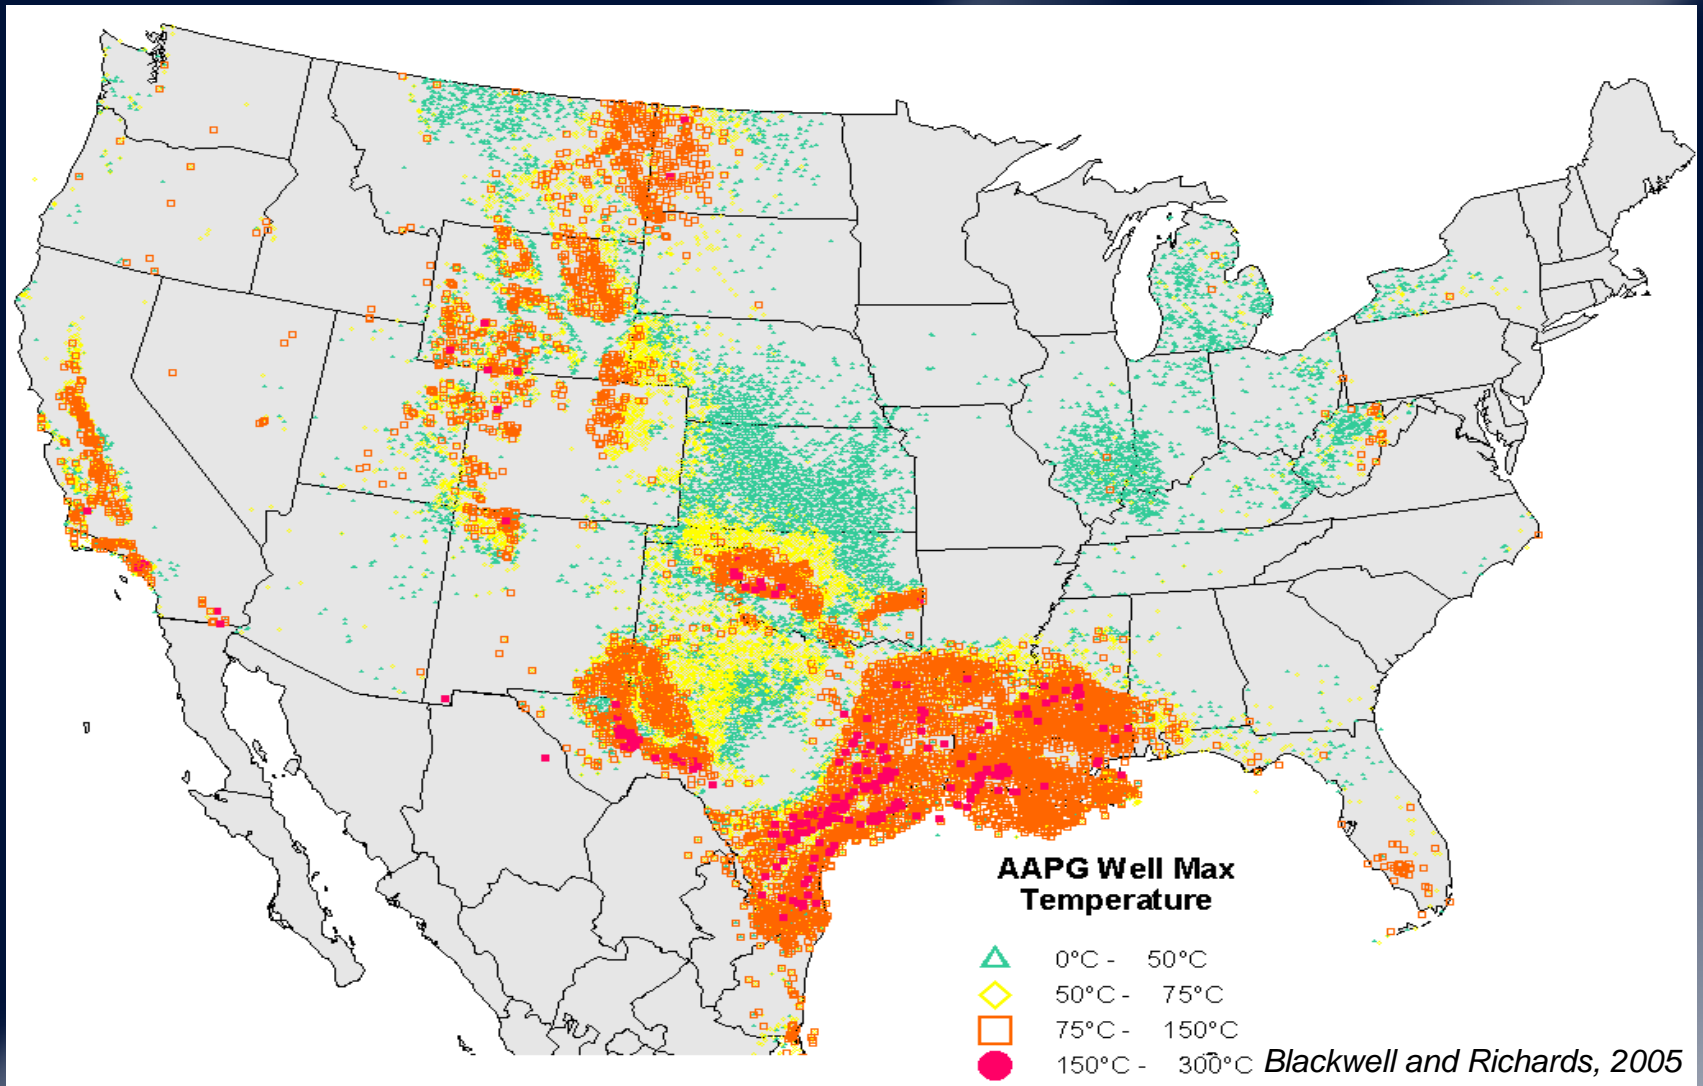 AAPG Well Max
Temperature
0°C - 50°C
50°C - 75°C
75°C - 150°C
150°C - 300°C
Blackwell and Richards, 2005